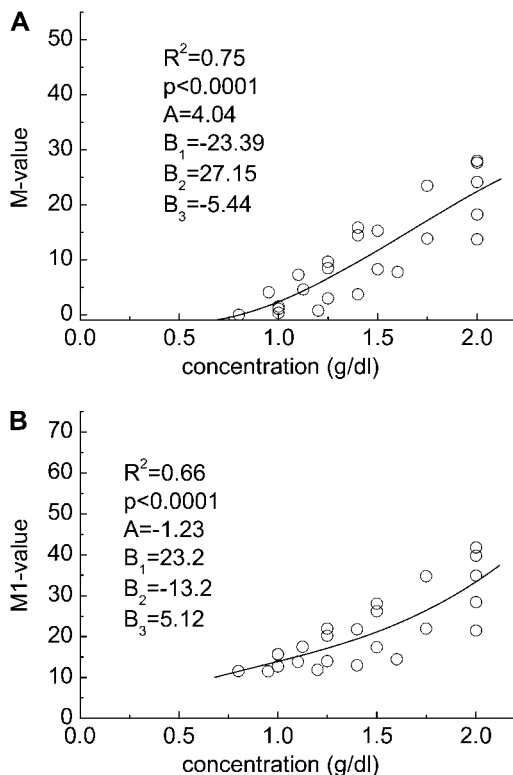 A
50
40
30
20
10
0
M-value
R²=0.75
p<0.0001
A=4.04
B₁=-23.39
B₂=27.15
B₃=-5.44
0.0 0.5 1.0 1.5 2.0
concentration (g/dl)
B
70
60
50
40
30
20
10
0
M1-value
R²=0.66
p<0.0001
A=-1.23
B₁=23.2
B₂=-13.2
B₃=5.12
0.0 0.5 1.0 1.5 2.0
concentration (g/dl)